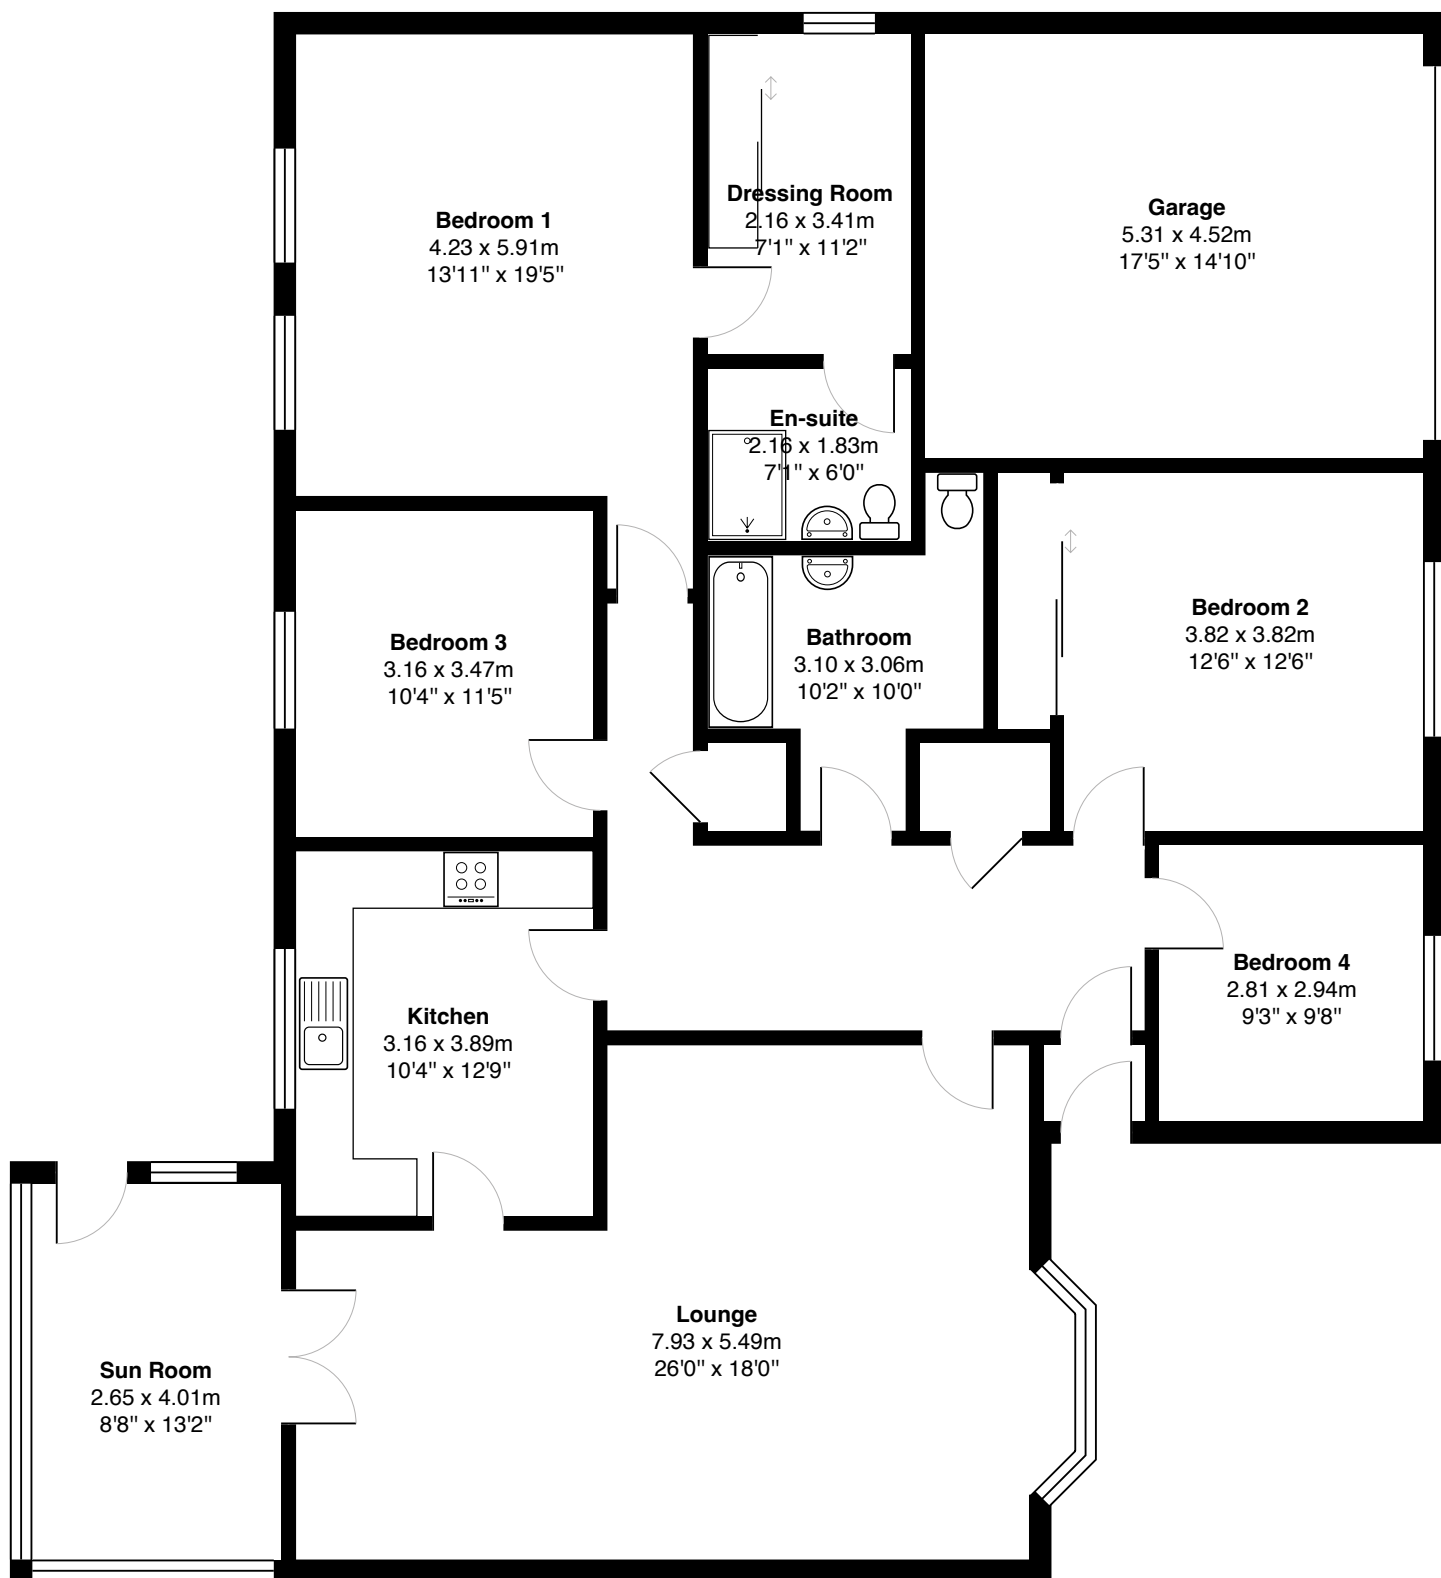 Bedroom 1
4.23 x 5.91m
13'11" x 19'5"
Dressing Room
2.16 x 3.41m
7'1" x 11'2"
Garage
5.31 x 4.52m
17'5" x 14'10"
En-suite
2.16 x 1.83m
7'1" x 6'0"
Bedroom 3
3.16 x 3.47m
10'4" x 11'5"
Bathroom
3.10 x 3.06m
10'2" x 10'0"
Bedroom 2
3.82 x 3.82m
12'6" x 12'6"
Kitchen
3.16 x 3.89m
10'4" x 12'9"
Bedroom 4
2.81 x 2.94m
9'3" x 9'8"
Sun Room
2.65 x 4.01m
8'8" x 13'2"
Lounge
7.93 x 5.49m
26'0" x 18'0"